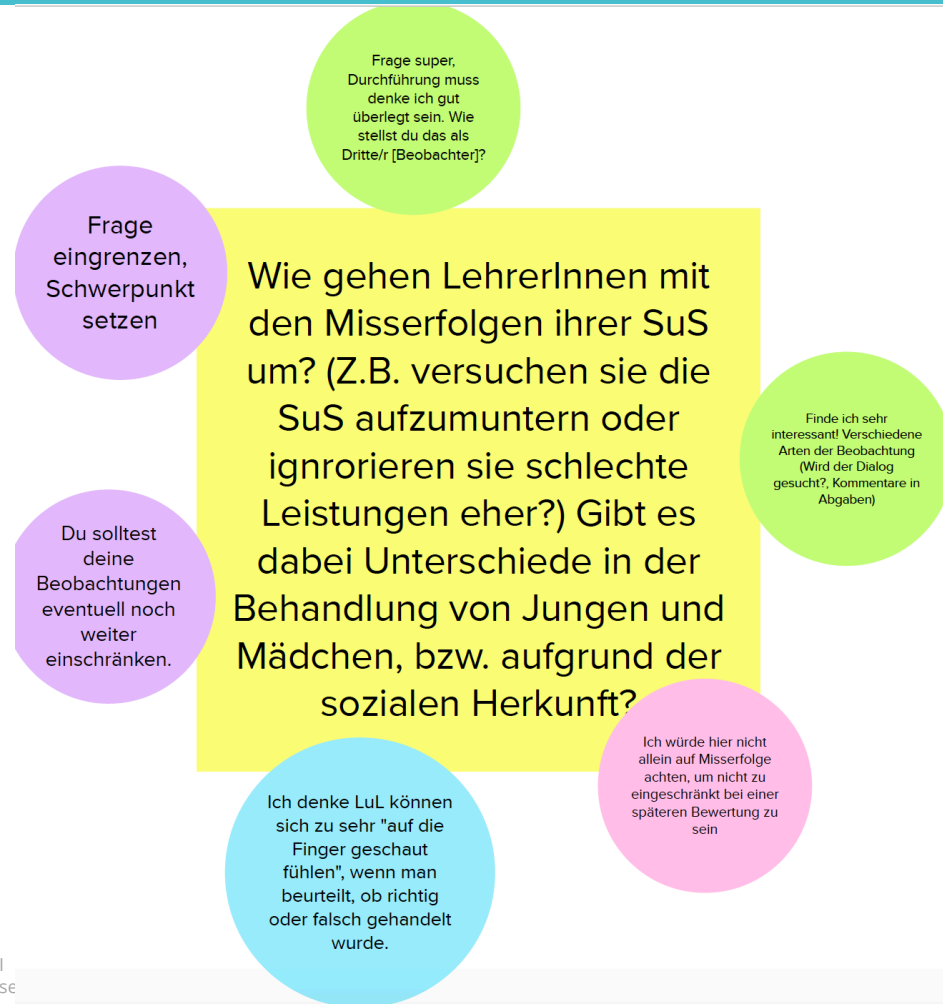 Frage super,
Durchführung muss
denke ich gut
überlegt sein. Wie
stellst du das als
Dritte/r [Beobachter]?
Frage
eingrenzen,
Schwerpunkt
setzen
Wie gehen LehrerInnen mit
den Misserfolgen ihrer SuS
um? (Z.B. versuchen sie die
SuS aufzumuntern oder
ignrorieren sie schlechte
Leistungen eher?) Gibt es
dabei Unterschiede in der
Behandlung von Jungen und
Mädchen, bzw. aufgrund der
sozialen Herkunft?
Finde ich sehr
interessant! Verschiedene
Arten der Beobachtung
(Wird der Dialog
gesucht?, Kommentare in
Abgaben)
Du solltest
deine
Beobachtungen
eventuell noch
weiter
einschränken.
Ich würde hier nicht
allein auf Misserfolge
achten, um nicht zu
eingeschränkt bei einer
späteren Bewertung zu
sein
Ich denke LuL können
sich zu sehr "auf die
Finger geschaut
fühlen", wenn man
beurteilt, ob richtig
oder falsch gehandelt
wurde.